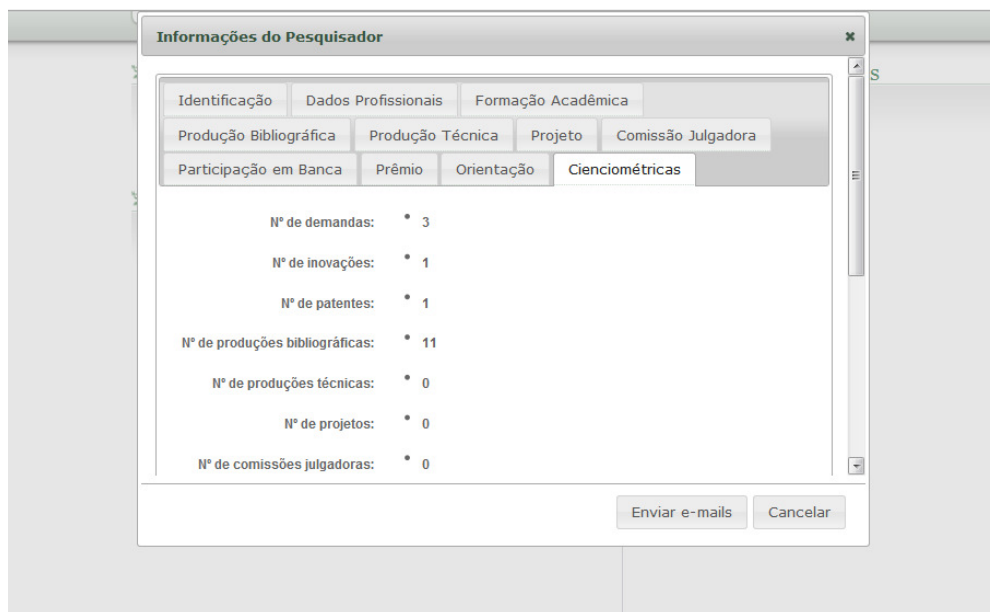 Informações do Pesquisador
s
Identificação Dados Profissionais Formação Acadêmica
Produção Bibliográfica Produção Técnica Projeto Comissão Julgadora
Participação em Banca Prêmio Orientação Cienciométricas
Nº de demandas: • 3
Nº de inovações: • 1
Nº de patentes: • 1
Nº de produções bibliográficas: • 11
Nº de produções técnicas: • 0
Nº de projetos: • 0
Nº de comissões julgadoras: • 0
Enviar e-mails Cancelar